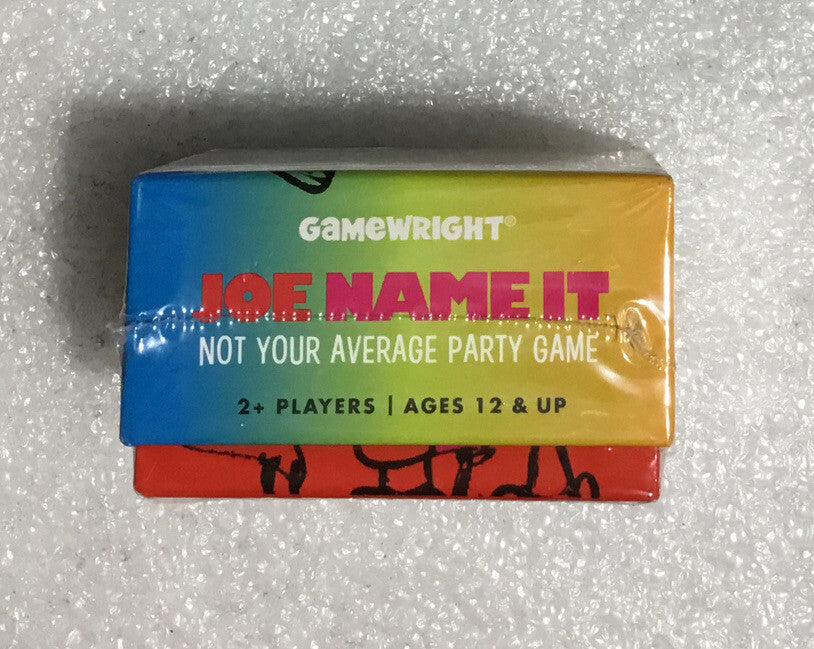 GAMEWRIGHT®
JOE NAME IT
NOT YOUR AVERAGE PARTY GAME
2+ PLAYERS | AGES 12 & UP